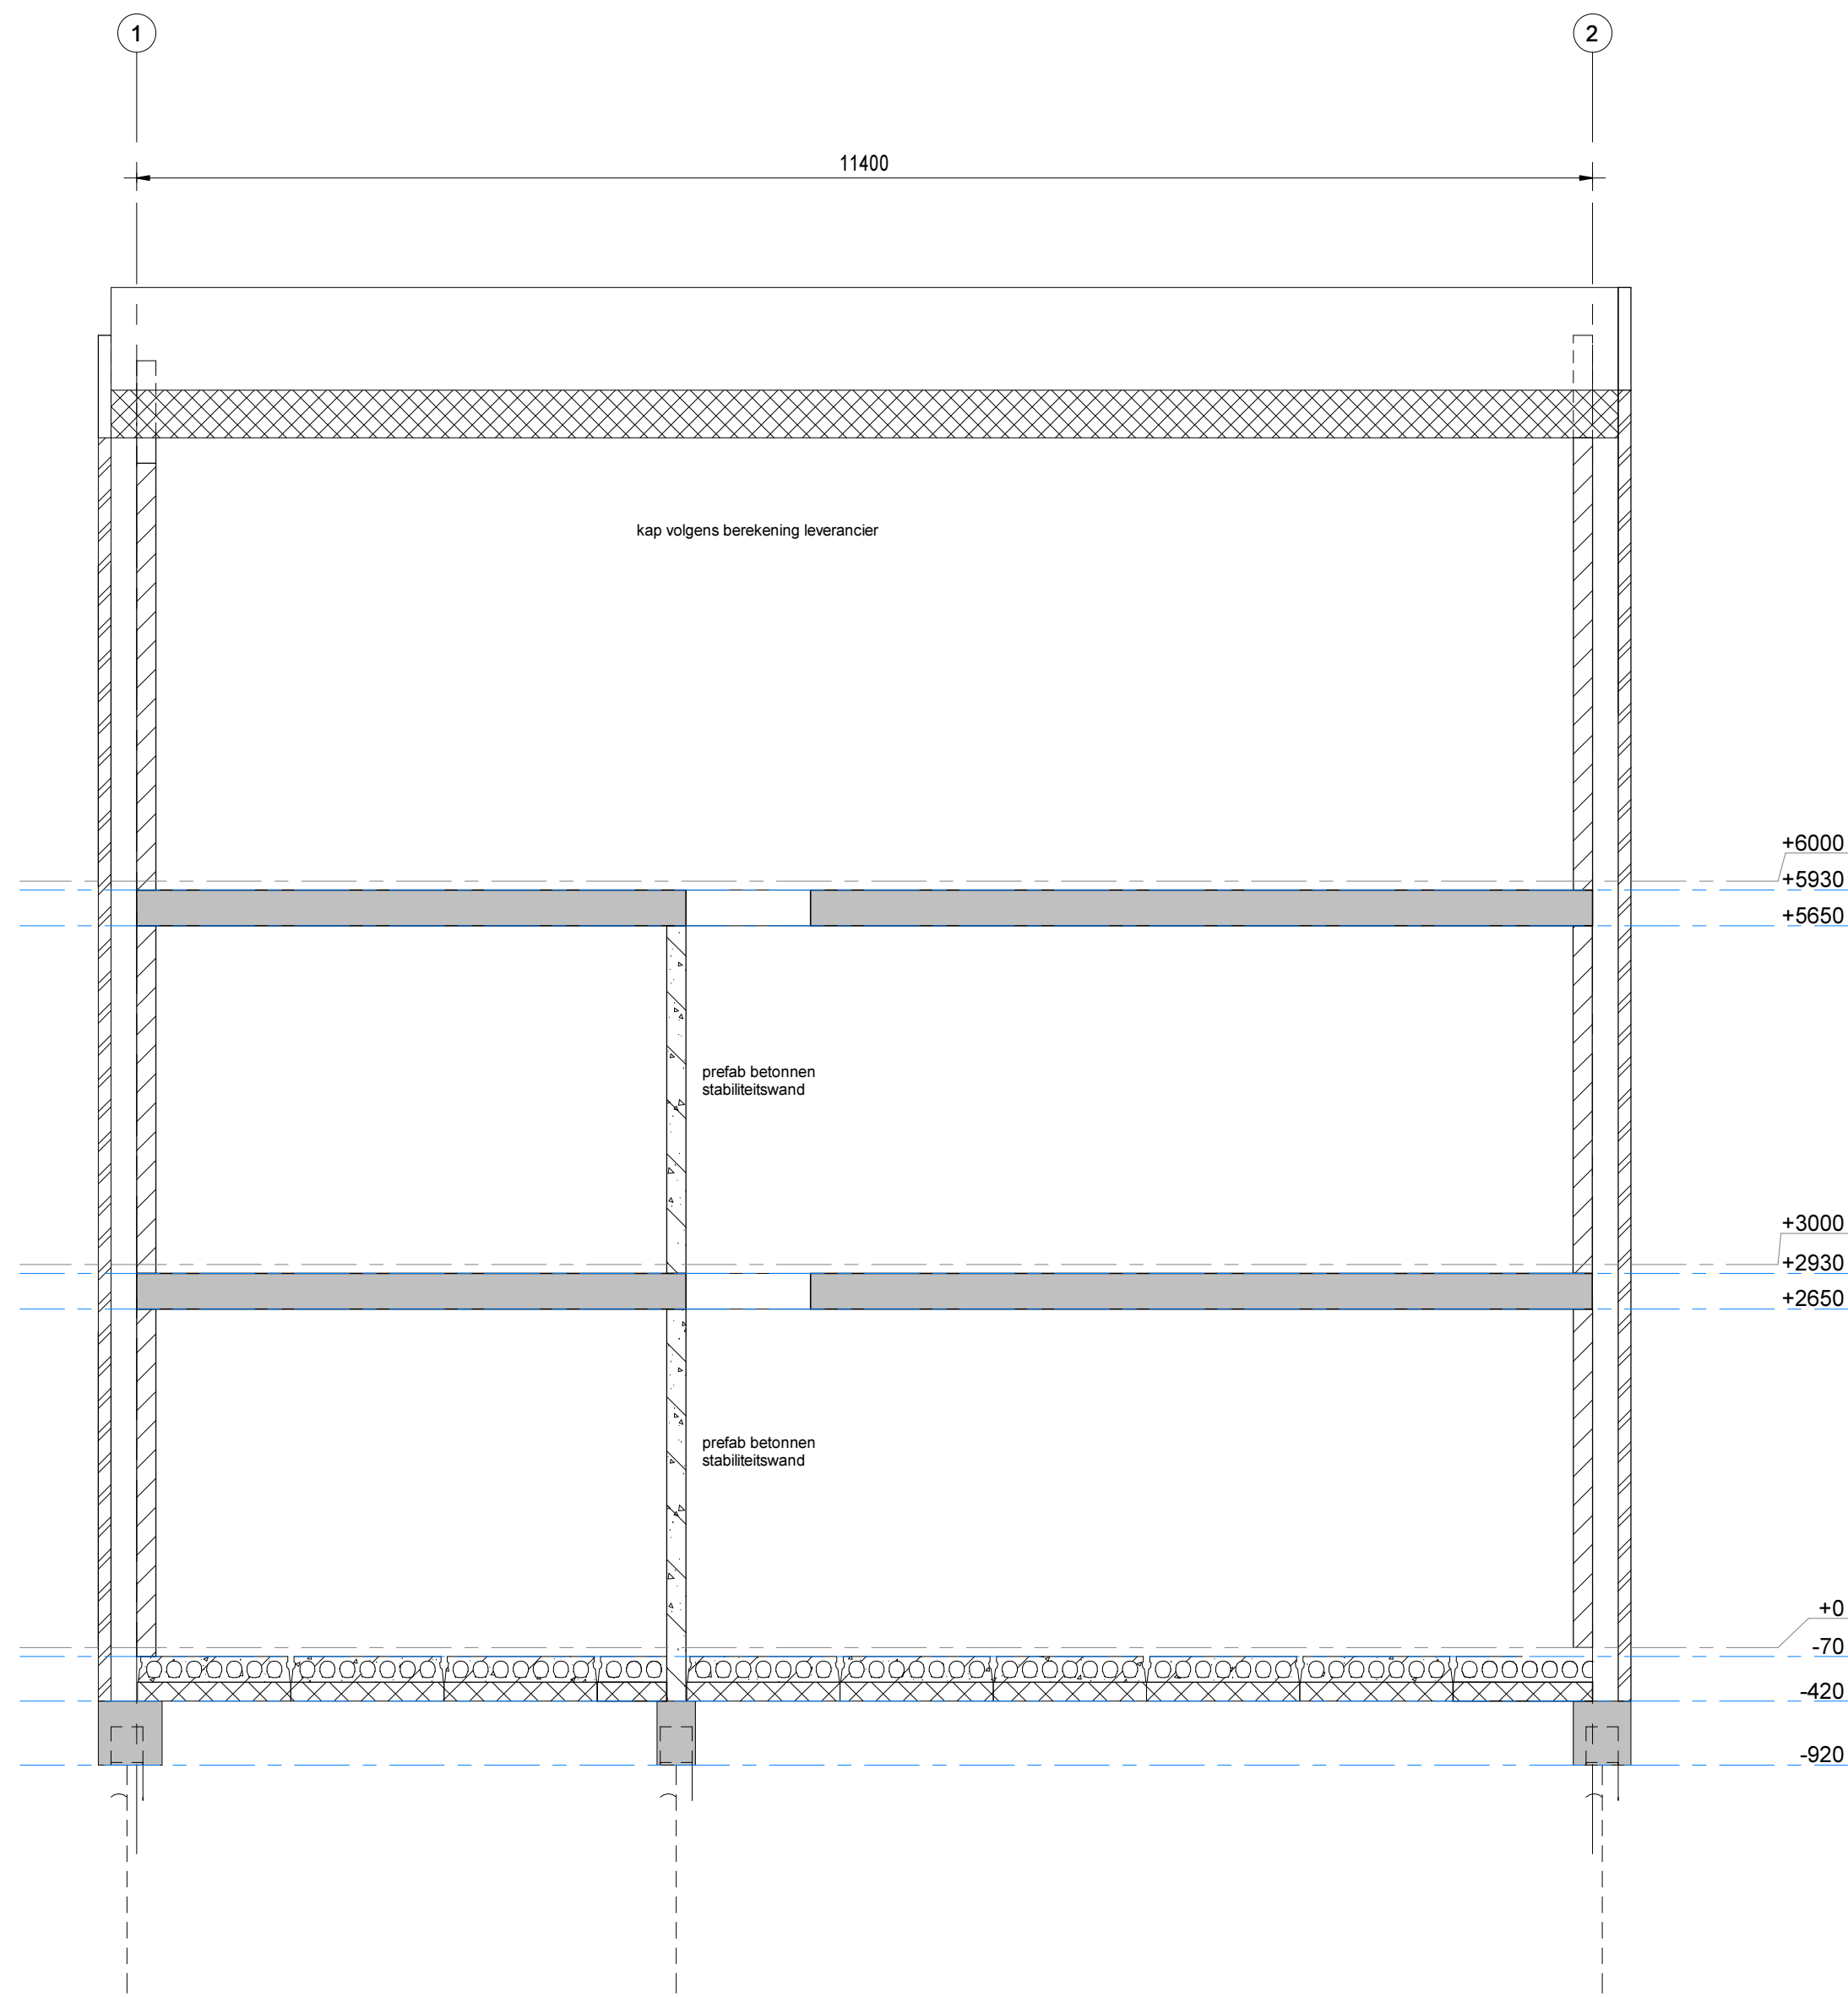 1
2
11400
kap volgens berekening leverancier
+6000
+5930
+5650
prefab betonnen
stabiliteitswand
+3000
+2930
+2650
prefab betonnen
stabiliteitswand
+0
-70
-420
-920